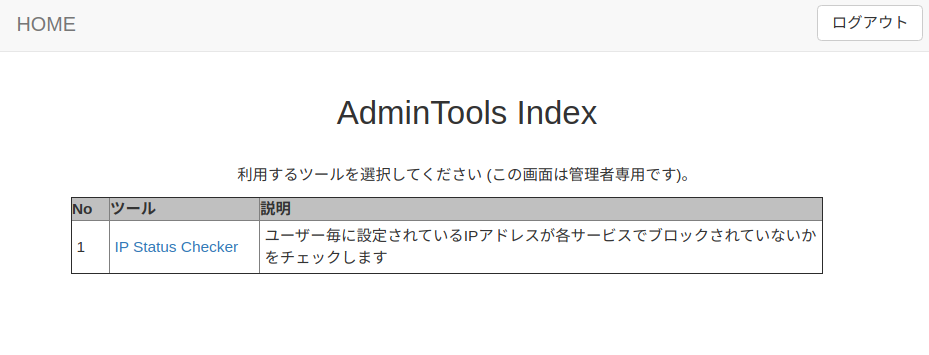 HOME
ログアウト
AdminTools Index
利用するツールを選択してください (この画面は管理者専用です)。
No ツール 説明
1 IP Status Checker ユーザー毎に設定されているIPアドレスが各サービスでブロックされていないか
をチェックします